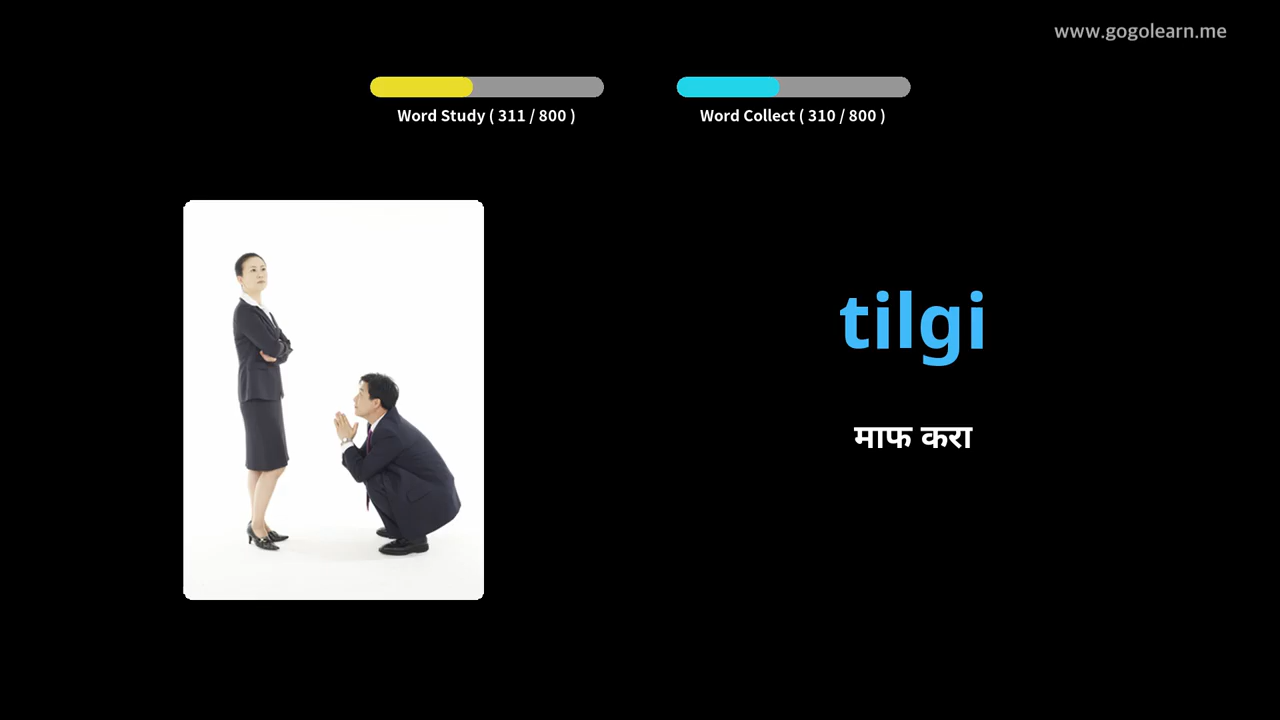 www.gogolearn.me
Word Study ( 311 / 800 )
Word Collect ( 310 / 800 )
tilgi
माफ करा